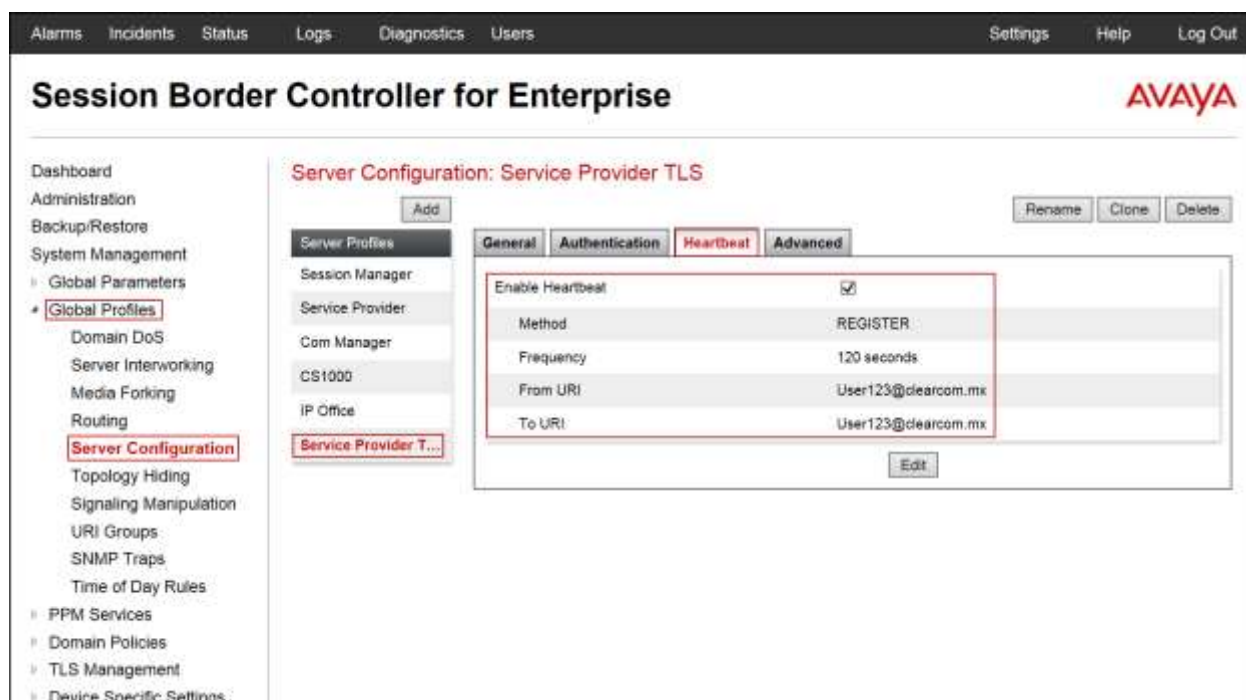 Alarms Incidents Status Logs Diagnostics Users Settings Help Log Out
Session Border Controller for Enterprise
AVAYA
Dashboard
Administration
Backup/Restore
System Management
Global Parameters
Global Profiles
Domain DoS
Server Interworking
Media Forking
Routing
Server Configuration
Topology Hiding
Signaling Manipulation
URI Groups
SNMP Traps
Time of Day Rules
PPM Services
Domain Policies
TLS Management
Device Specific Settings
Server Configuration: Service Provider TLS
Add
Rename Clone Delete
Server Profiles
Session Manager
Service Provider
Com Manager
CS1000
IP Office
Service Provider T...
General Authentication Heartbeat Advanced
Enable Heartbeat
Method REGISTER
Frequency 120 seconds
From URI User123@clearcom.mx
To URI User123@clearcom.mx
Edit